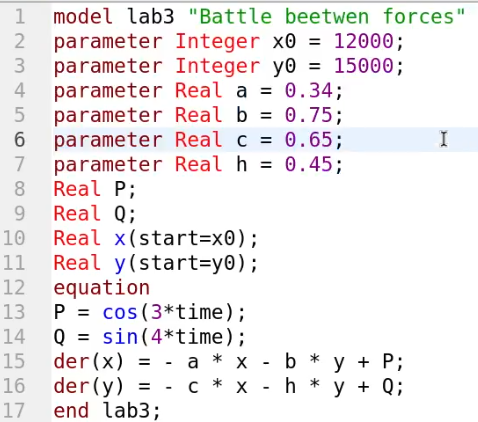 1 model lab3 "Battle beetwen forces"
2 parameter Integer x0 = 12000;
3 parameter Integer y0 = 15000;
4 parameter Real a = 0.34;
5 parameter Real b = 0.75;
6 parameter Real c = 0.65;
7 parameter Real h = 0.45;
8 Real P;
9 Real Q;
10 Real x(start=x0);
11 Real y(start=y0);
12 equation
13 P = cos(3*time);
14 Q = sin(4*time);
15 der(x) = - a * x - b * y + P;
16 der(y) = - c * x - h * y + Q;
17 end lab3;